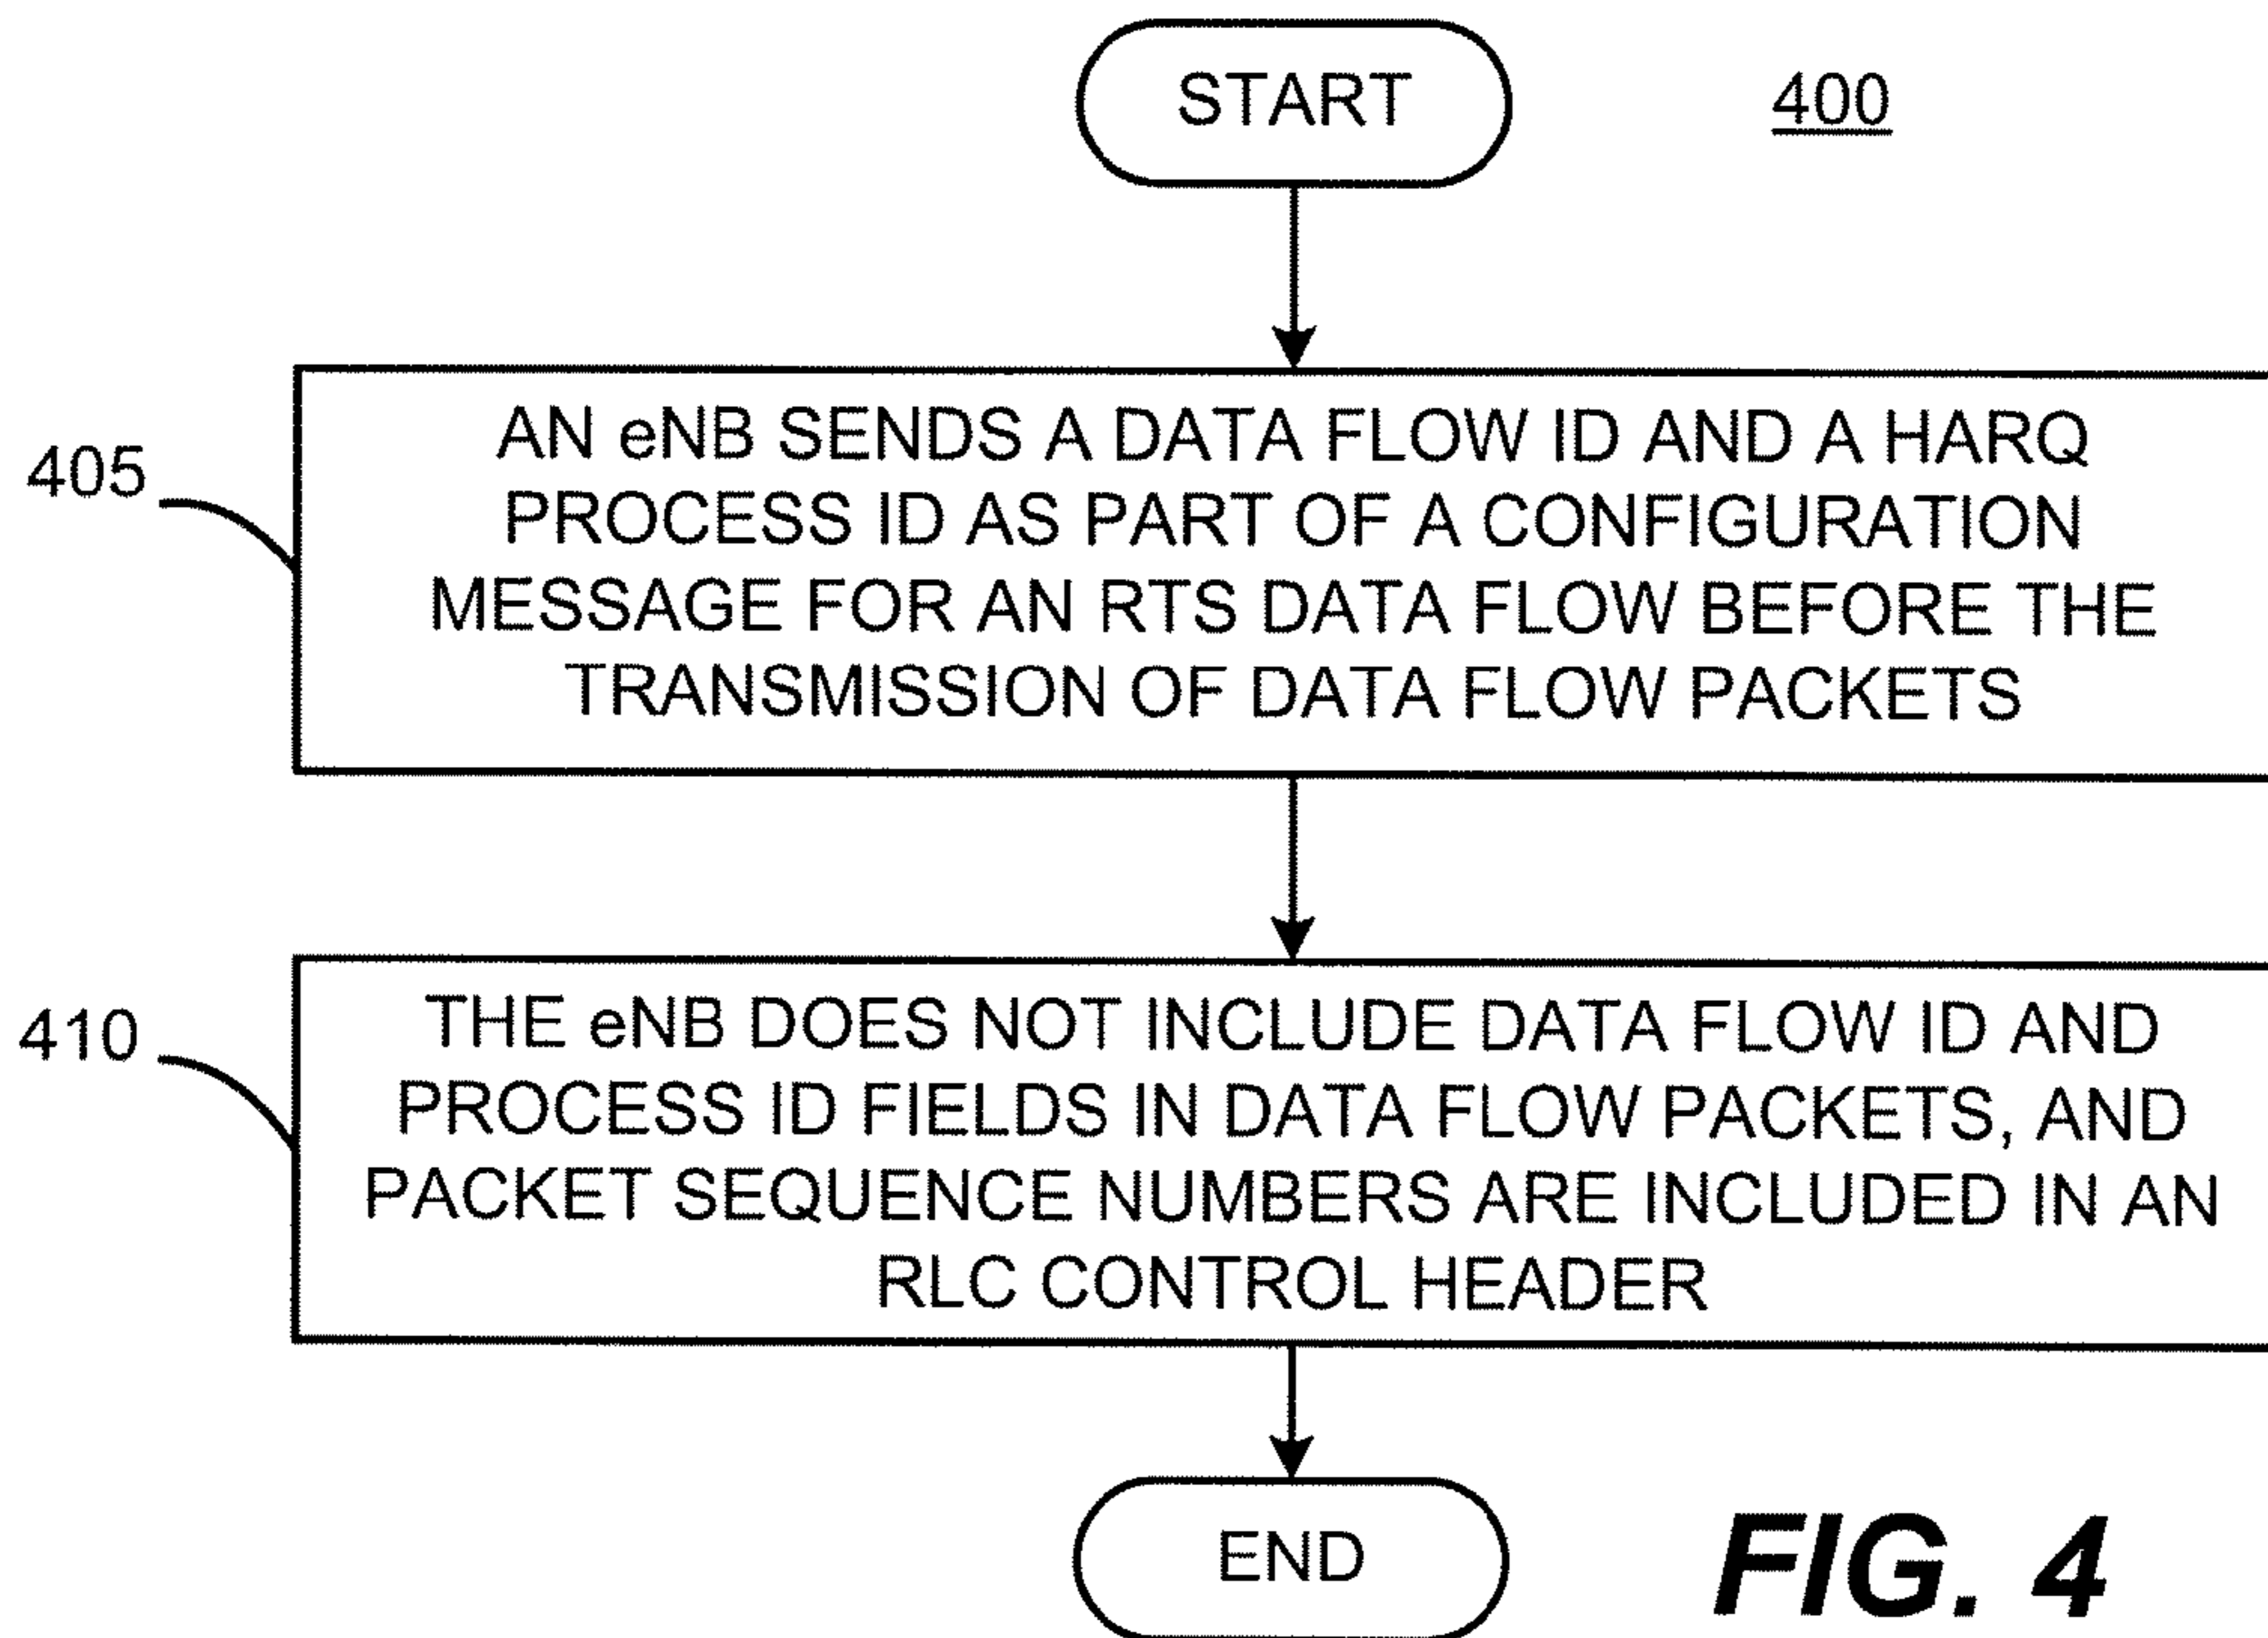 START
400
405
AN eNB SENDS A DATA FLOW ID AND A HARQ
PROCESS ID AS PART OF A CONFIGURATION
MESSAGE FOR AN RTS DATA FLOW BEFORE THE
TRANSMISSION OF DATA FLOW PACKETS
410
THE eNB DOES NOT INCLUDE DATA FLOW ID AND
PROCESS ID FIELDS IN DATA FLOW PACKETS, AND
PACKET SEQUENCE NUMBERS ARE INCLUDED IN AN
RLC CONTROL HEADER
END
FIG. 4